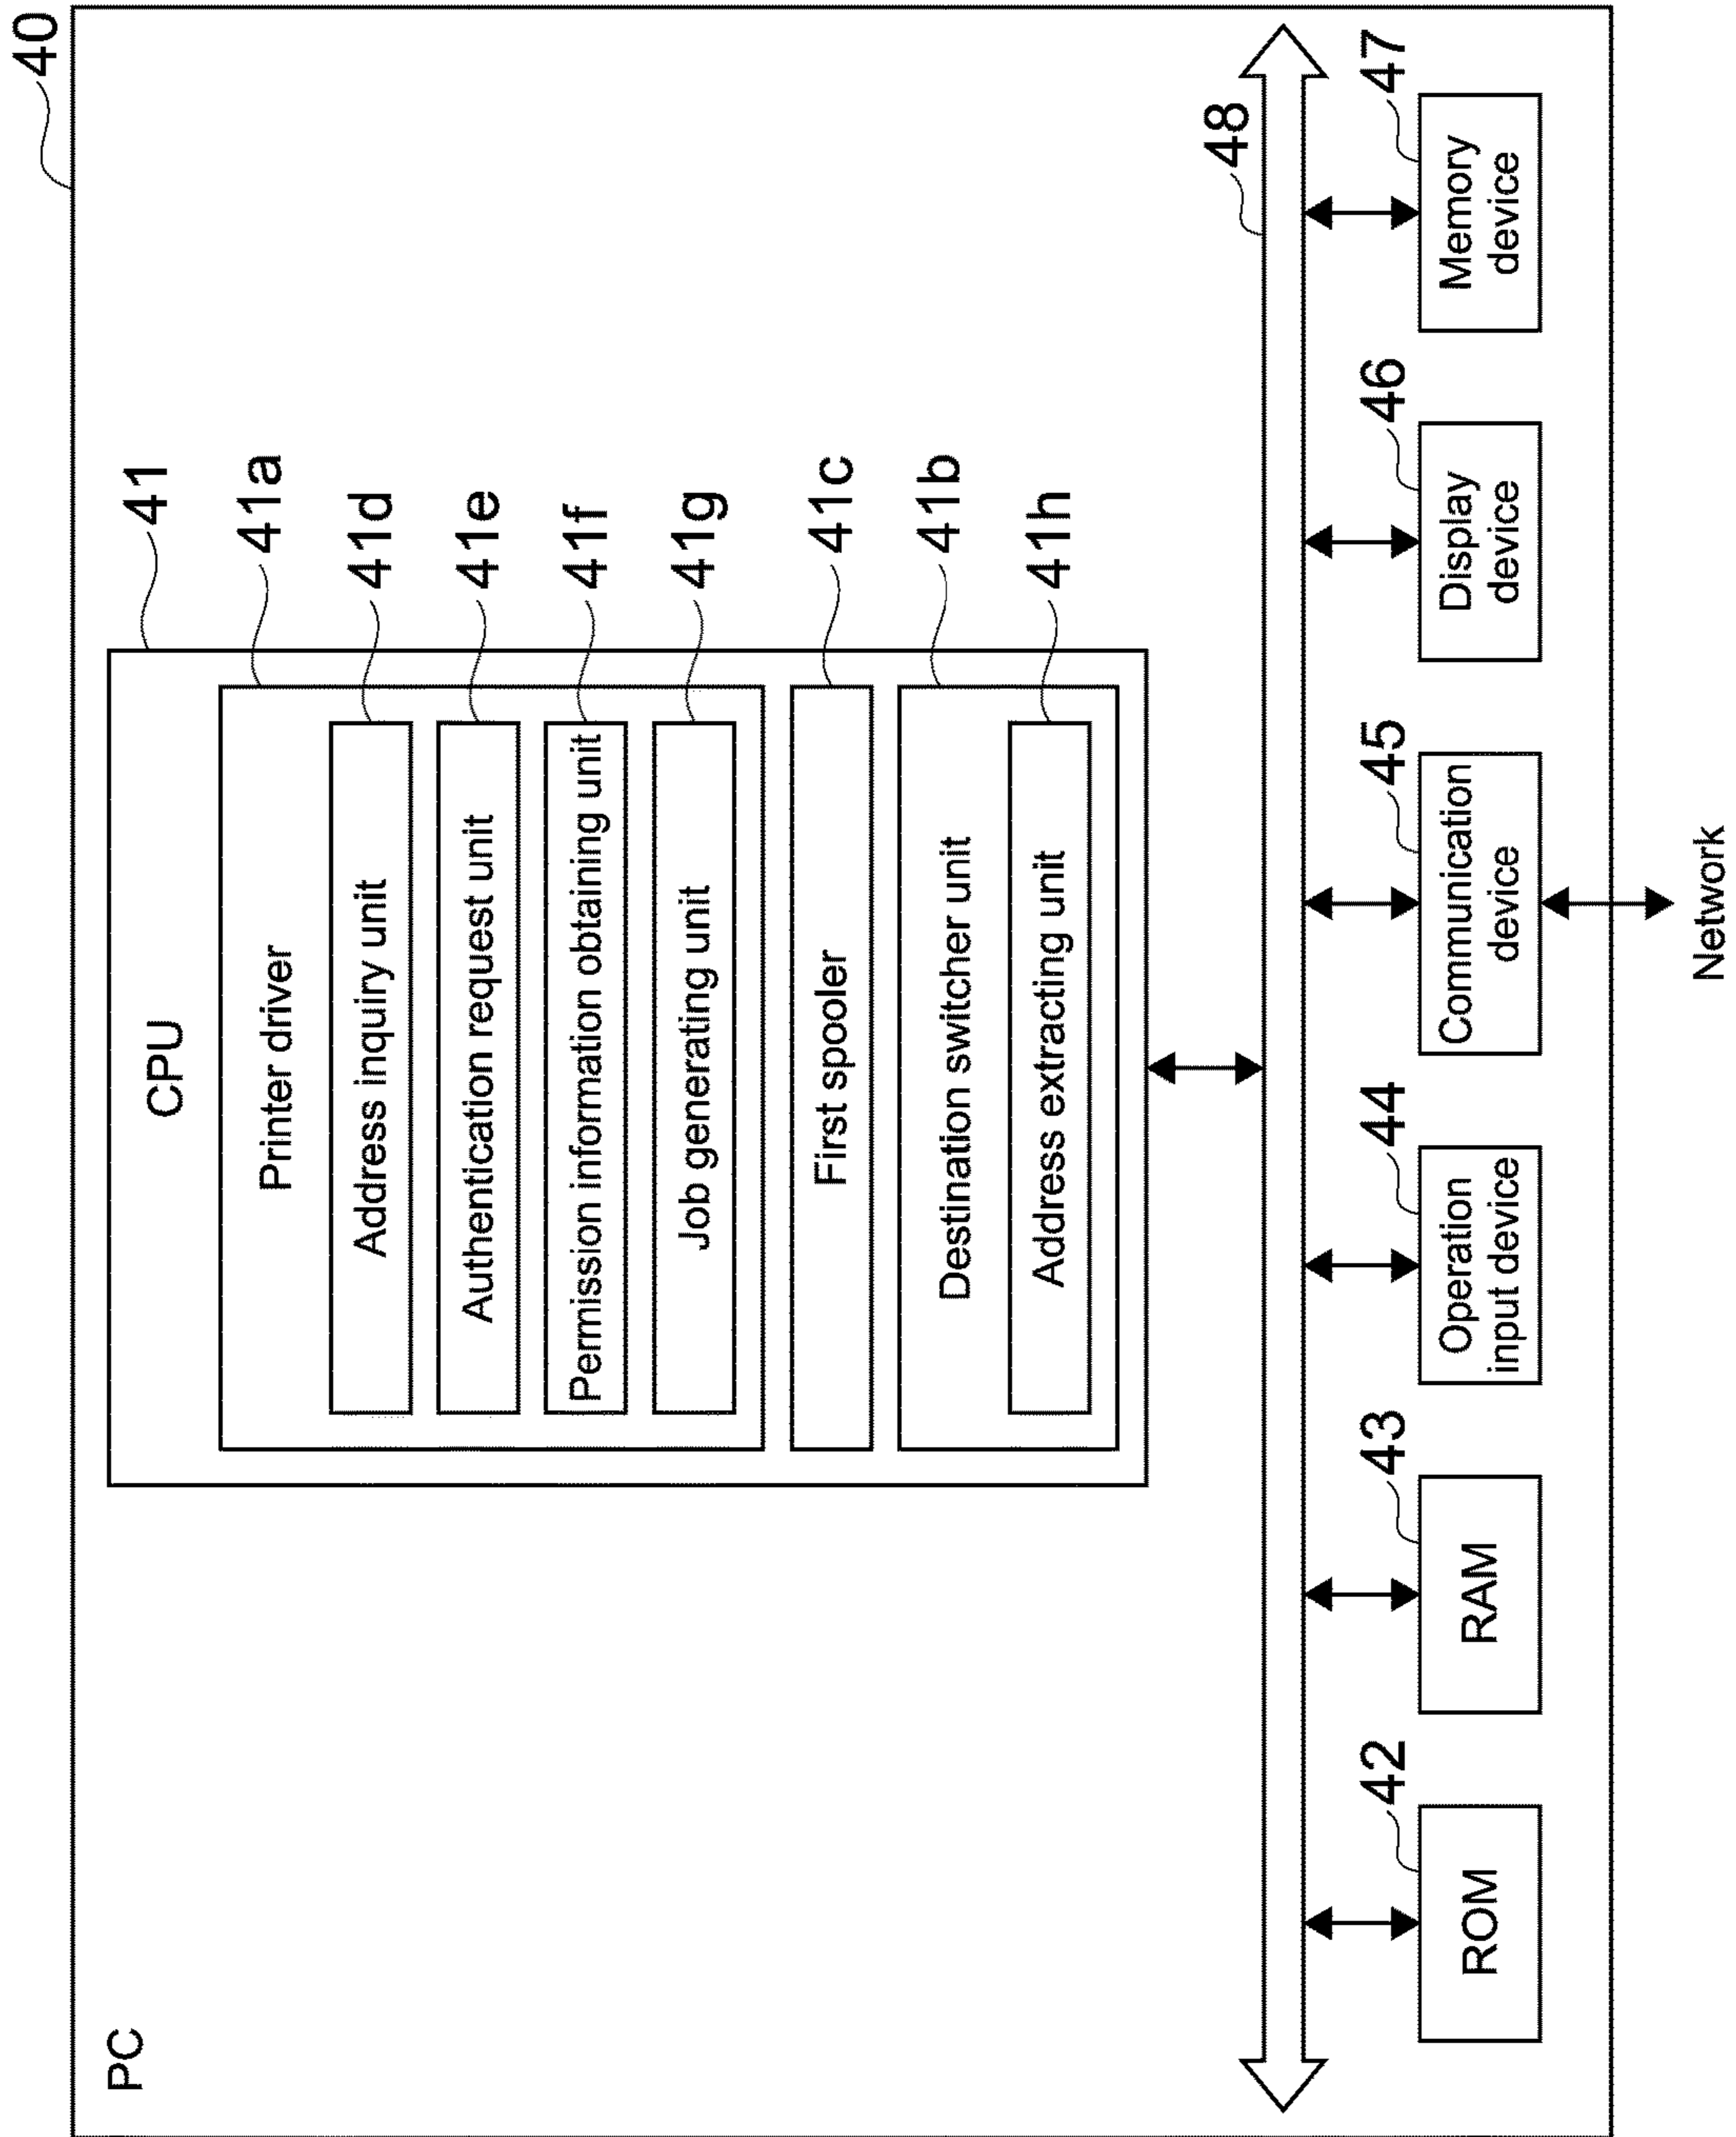 40
PC
41
CPU
41a
Printer driver
41d
Address inquiry unit
41e
Authentication request unit
41f
Permission information obtaining unit
41g
Job generating unit
41c
First spooler
41b
Destination switcher unit
41h
Address extracting unit
48
42
43
44
45
46
47
ROM
RAM
Operation
input device
Communication
device
Display
device
Memory
device
Network